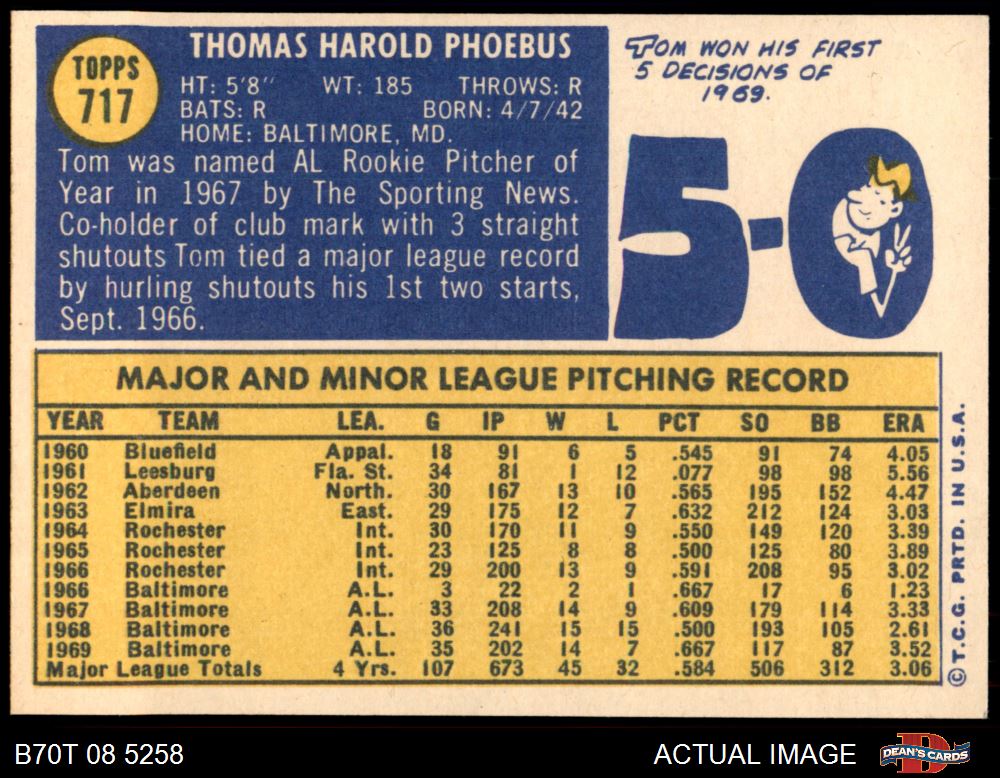 TOPPS
717
THOMAS HAROLD PHOEBUS
HT: 5'8" WT: 185 THROWS: R
BATS: R BORN: 4/7/42
HOME: BALTIMORE, MD.
Tom was named AL Rookie Pitcher of
Year in 1967 by The Sporting News.
Co-holder of club mark with 3 straight
shutouts Tom tied a major league record
by hurling shutouts his 1st two starts,
Sept. 1966.
TOM WON HIS FIRST
5 DECISIONS OF
1969.
5-0
MAJOR AND MINOR LEAGUE PITCHING RECORD
YEAR TEAM LEA. G IP W L PCT SO BB ERA
1960 Bluefield Appal. 18 91 6 5 .545 91 74 4.05
1961 Leesburg Fla. St. 34 81 1 12 .077 98 98 5.56
1962 Aberdeen North. 30 167 13 10 .565 195 152 4.47
1963 Elmira East. 29 175 12 7 .632 212 124 3.03
1964 Rochester Int. 30 170 11 9 .550 149 120 3.39
1965 Rochester Int. 23 125 8 8 .500 125 80 3.89
1966 Rochester Int. 29 200 13 9 .591 208 95 3.02
1966 Baltimore A.L. 3 22 2 1 .667 17 6 1.23
1967 Baltimore A.L. 33 208 14 9 .609 179 114 3.33
1968 Baltimore A.L. 36 241 15 15 .500 193 105 2.61
1969 Baltimore A.L. 35 202 14 7 .667 117 87 3.52
Major League Totals 4 Yrs. 107 673 45 32 .584 506 312 3.06
© T.C.G. PRTD. IN U.S.A.
B70T 08 5258 ACTUAL IMAGE
DEAN'S CARDS